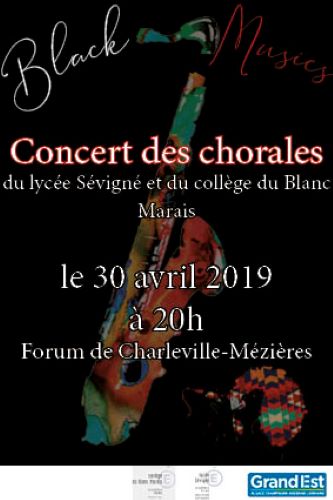 Black Musics
Concert des chorales
du lycée Sévigné et du collège du Blanc
Marais
le 30 avril 2019
à 20h
Forum de Charleville-Mézières
GrandEst